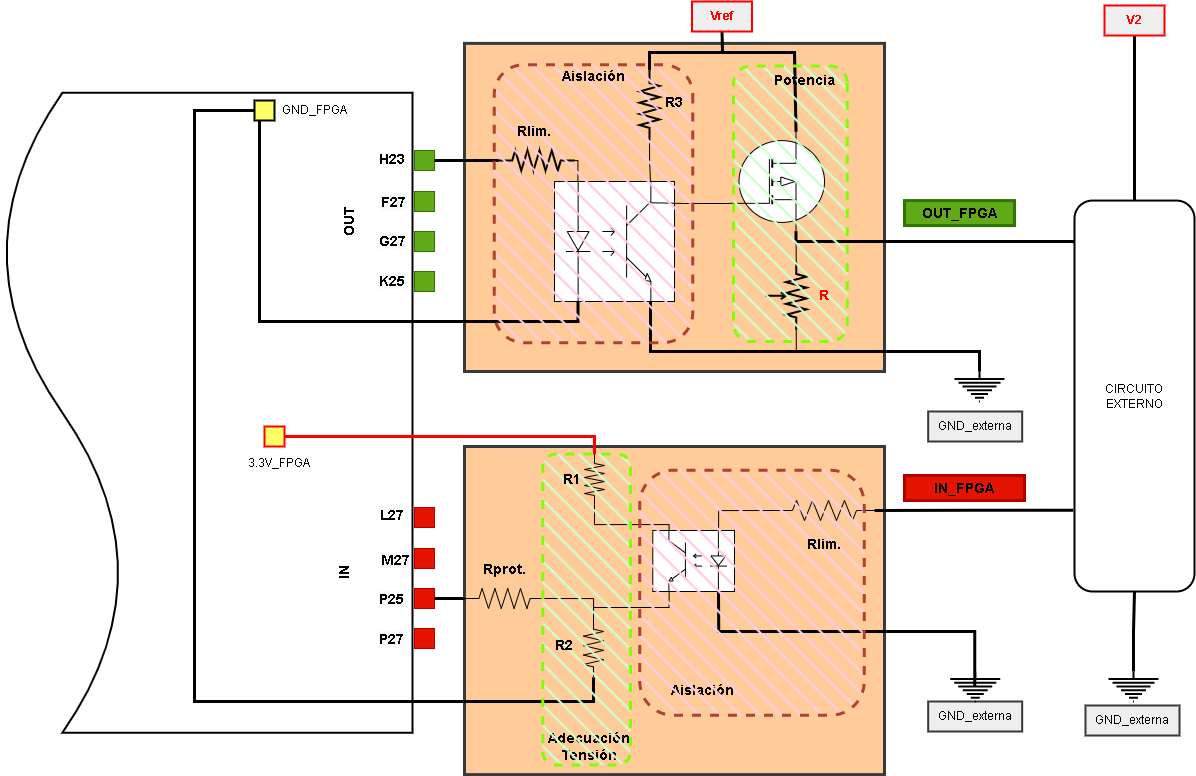 Vref
V2
Aislación
Potencia
GND_FPGA
R3
Rlim.
H23
F27
G27
K25
OUT
OUT_FPGA
R
CIRCUITO
EXTERNO
GND_externa
3.3V_FPGA
R1
IN_FPGA
L27
M27
P25
P27
IN
Rprot.
Rlim.
R2
Aislación
GND_externa
GND_externa
Adecuación
Tensión